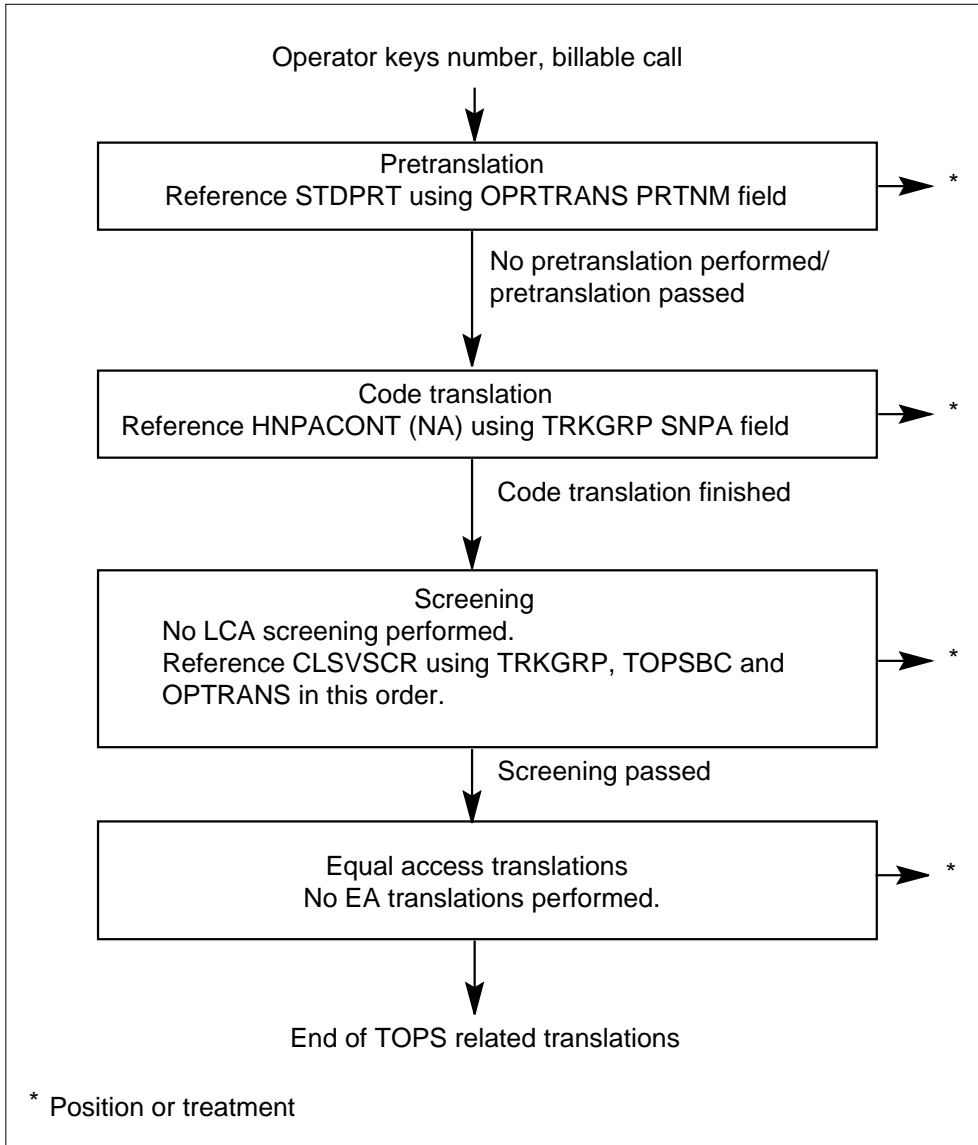 Operator keys number, billable call
Pretranslation
Reference STDPRT using OPRTRANS PRTNM field
*
No pretranslation performed/
pretranslation passed
Code translation
Reference HNPACONT (NA) using TRKGRP SNPA field
*
Code translation finished
Screening
No LCA screening performed.
Reference CLSVSCR using TRKGRP, TOPSBC and
OPTRANS in this order.
*
Screening passed
Equal access translations
No EA translations performed.
*
End of TOPS related translations
* Position or treatment